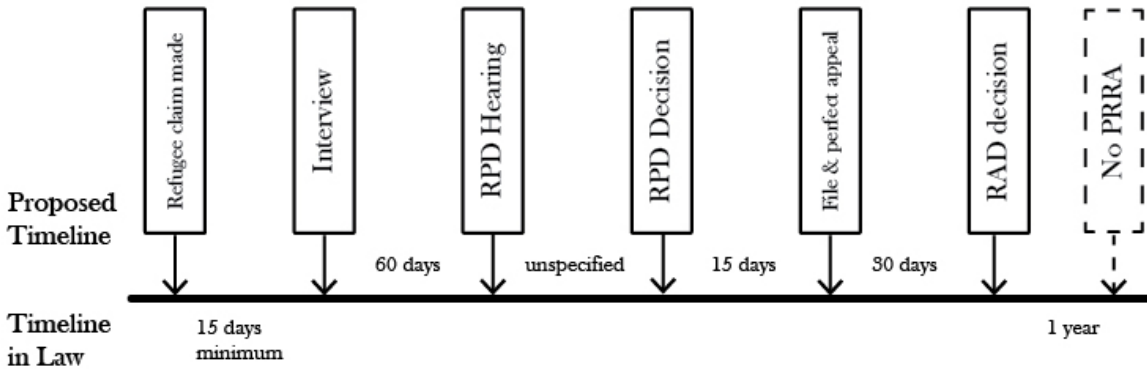 Refugee claim made
Interview
RPD Hearing
RPD Decision
File & perfect appeal
RAD decision
No PRRA
Proposed
Timeline
60 days
unspecified
15 days
30 days
Timeline
in Law
15 days
minimum
1 year